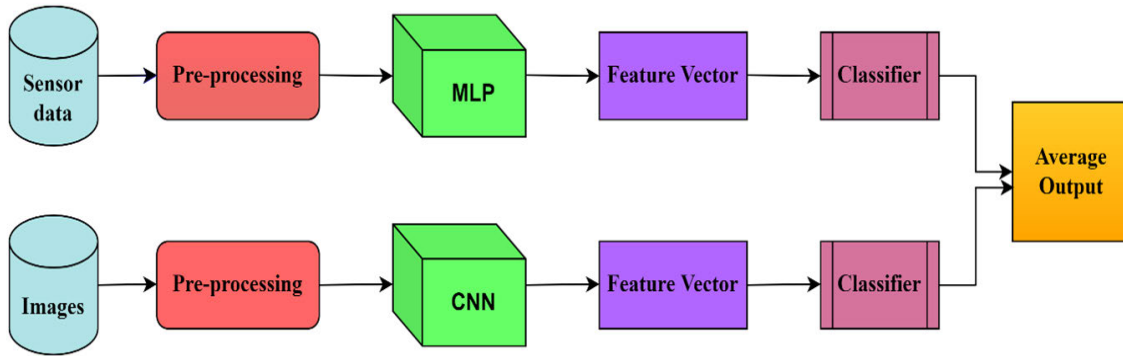 Sensor
data
Pre-processing
MLP
Feature Vector
Classifier
Average
Output
Images
Pre-processing
CNN
Feature Vector
Classifier